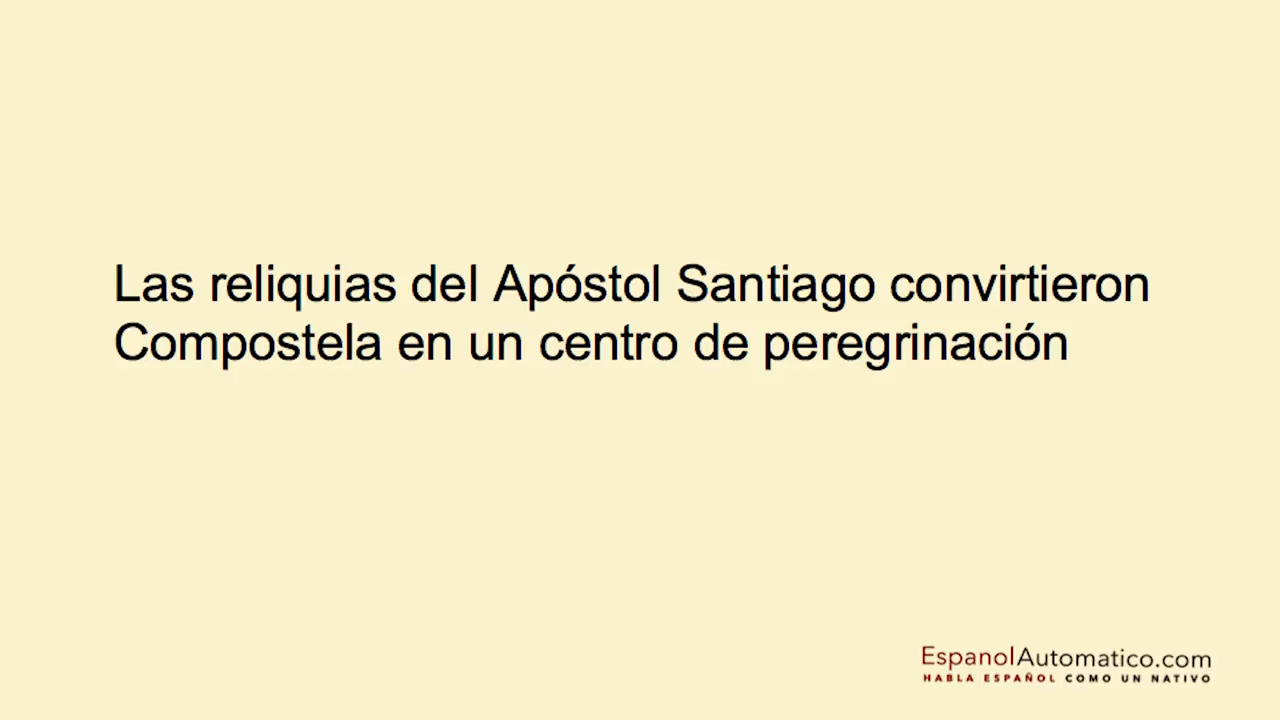 Las reliquias del Apóstol Santiago convirtieron
Compostela en un centro de peregrinación
EspanolAutomatico.com
HABLA ESPAÑOL COMO UN NATIVO